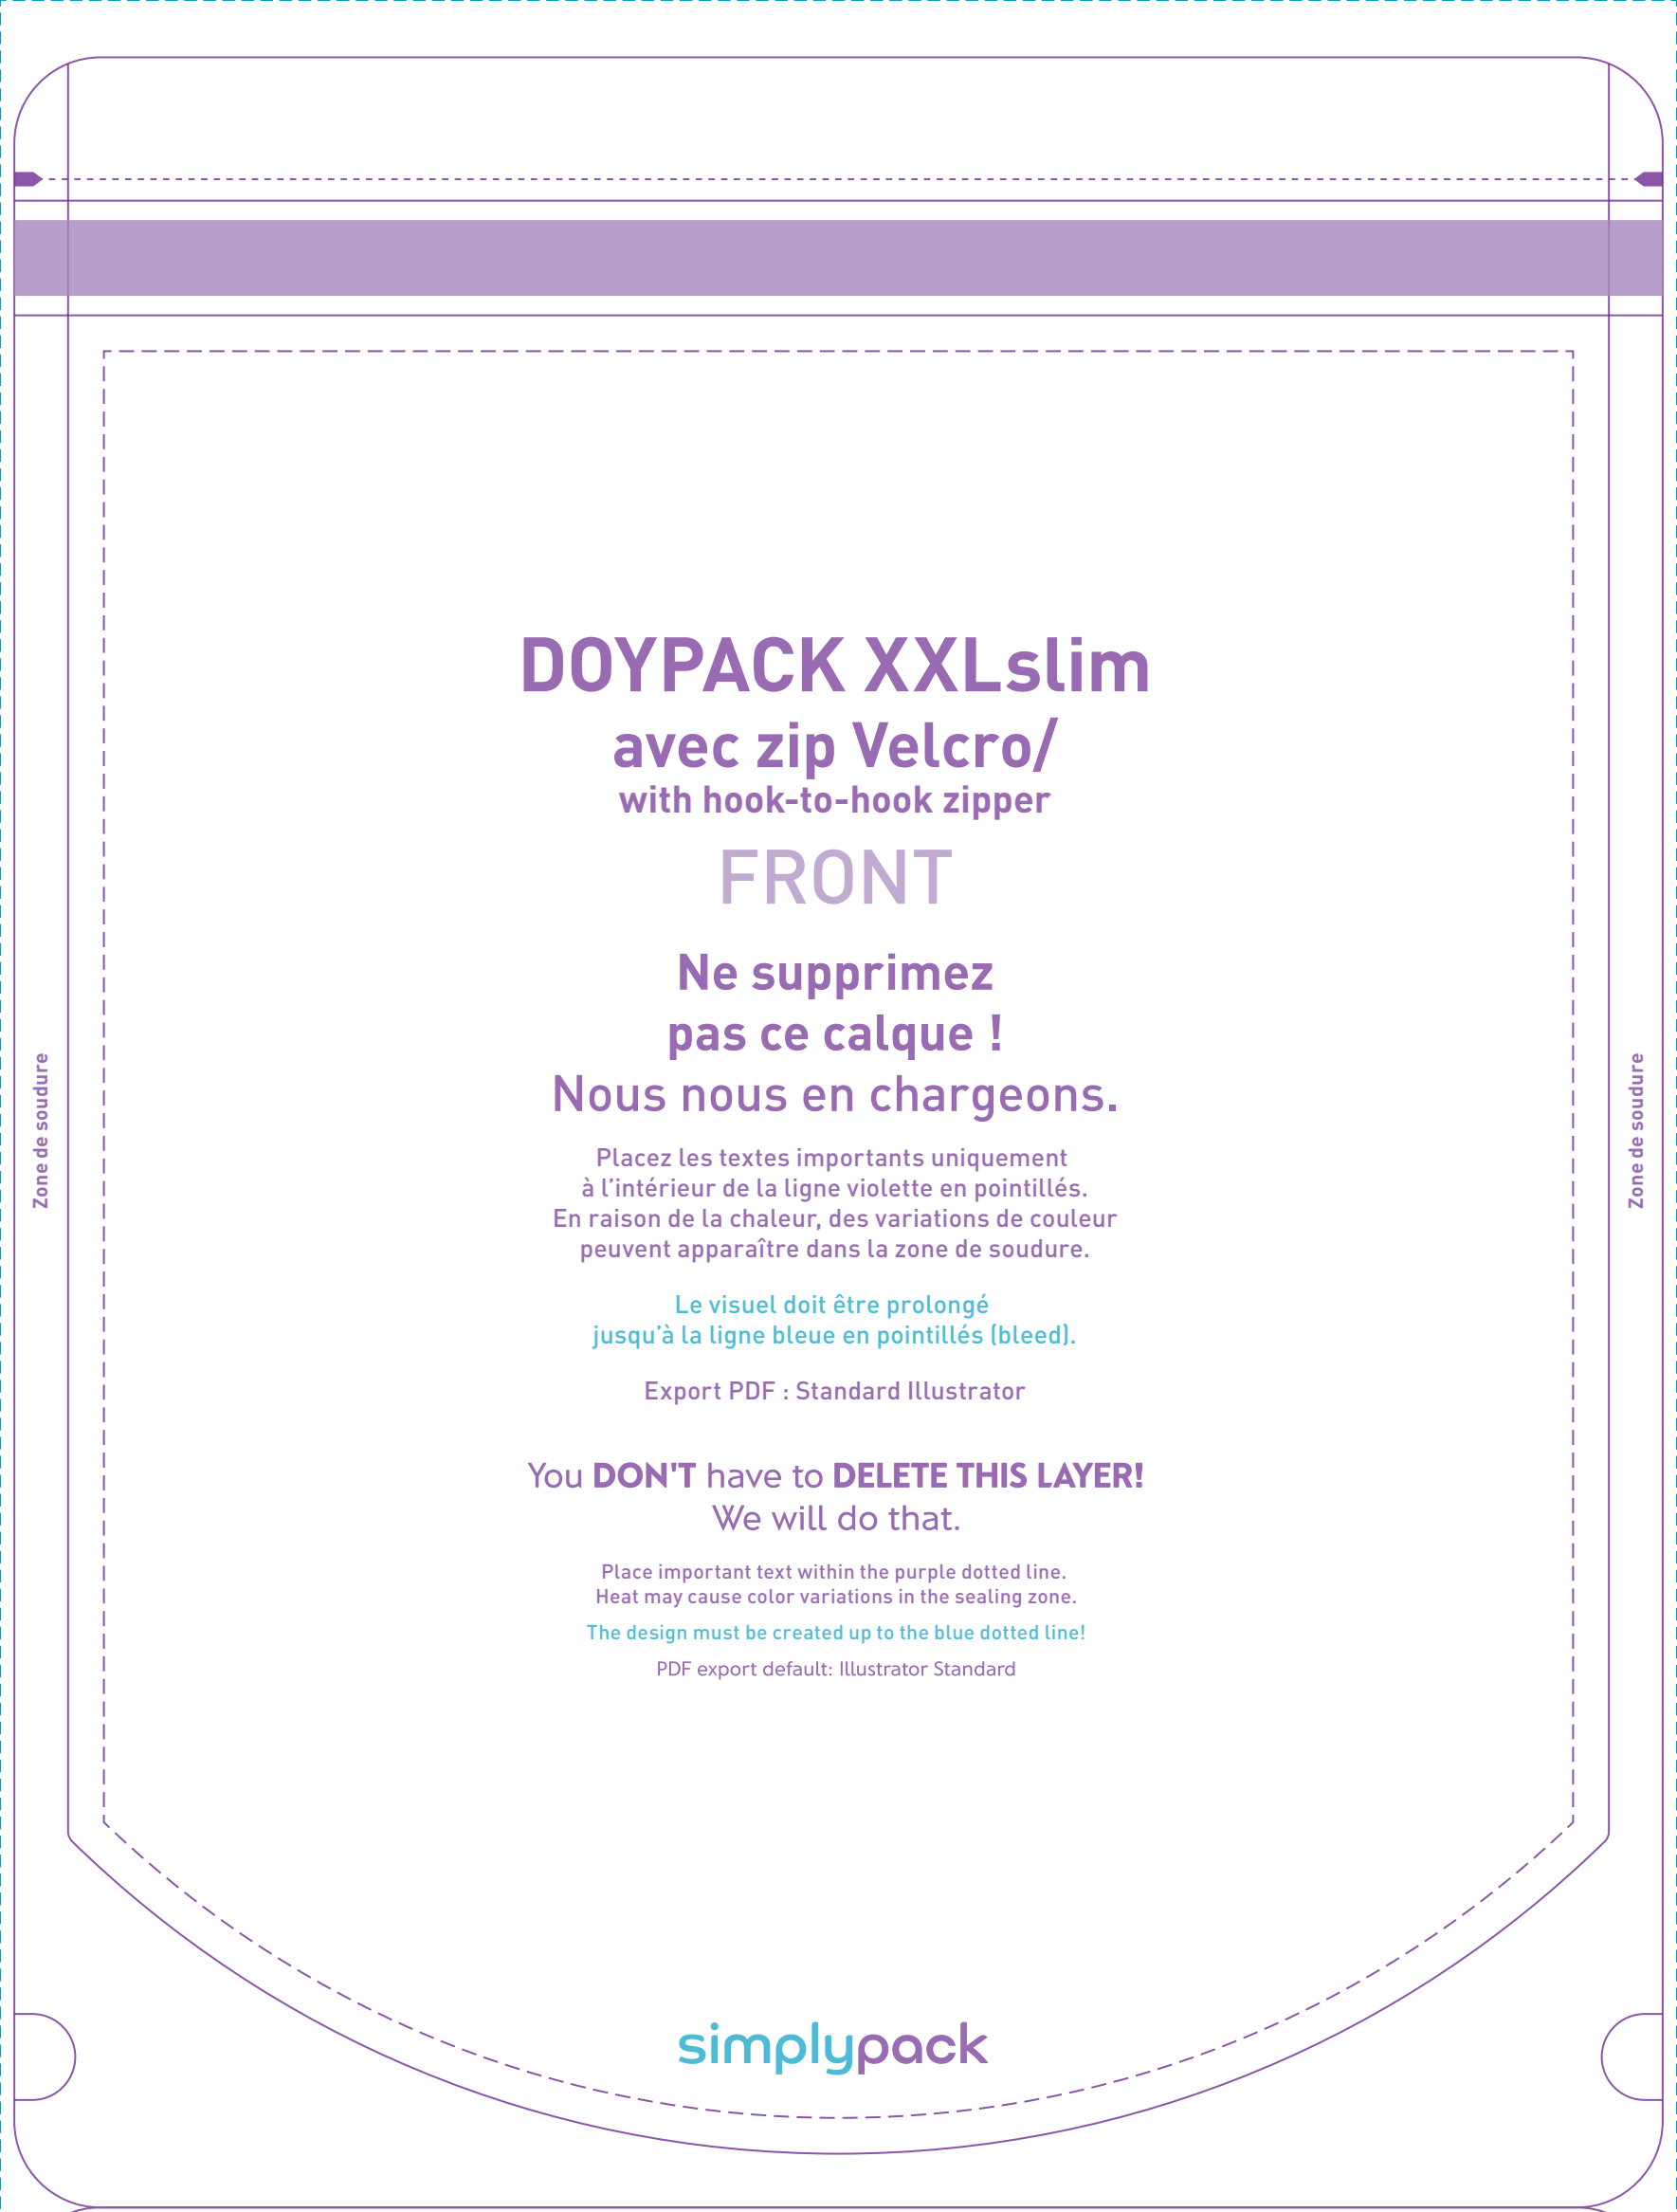 DOYPACK XXLslim
avec zip Velcro/
with hook-to-hook zipper
FRONT
Ne supprimez
pas ce calque !
Nous nous en chargeons.
Zone de soudure
Zone de soudure
Placez les textes importants uniquement
à l’intérieur de la ligne violette en pointillés.
En raison de la chaleur, des variations de couleur
peuvent apparaître dans la zone de soudure.
Le visuel doit être prolongé
jusqu’à la ligne bleue en pointillés (bleed).
Export PDF : Standard Illustrator
You DON'T have to DELETE THIS LAYER!
We will do that.
Place important text within the purple dotted line.
Heat may cause color variations in the sealing zone.
The design must be created up to the blue dotted line!
PDF export default: Illustrator Standard
simplypack